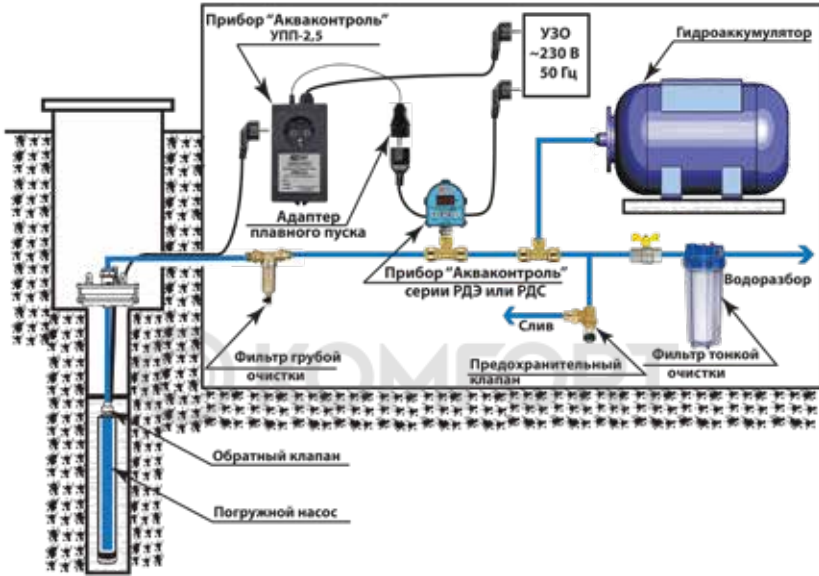 Прибор "Акваконтроль"
УПП-2,5
УЗО
~230 В
50 Гц
Гидроаккумулятор
Адаптер
плавного пуска
Прибор "Акваконтроль"
серии РДЭ или РДС
Водоразбор
Слив
Фильтр грубой
очистки
Предохранительный
клапан
Фильтр тонкой
очистки
КОМФОРТ
Обратный клапан
Погружной насос